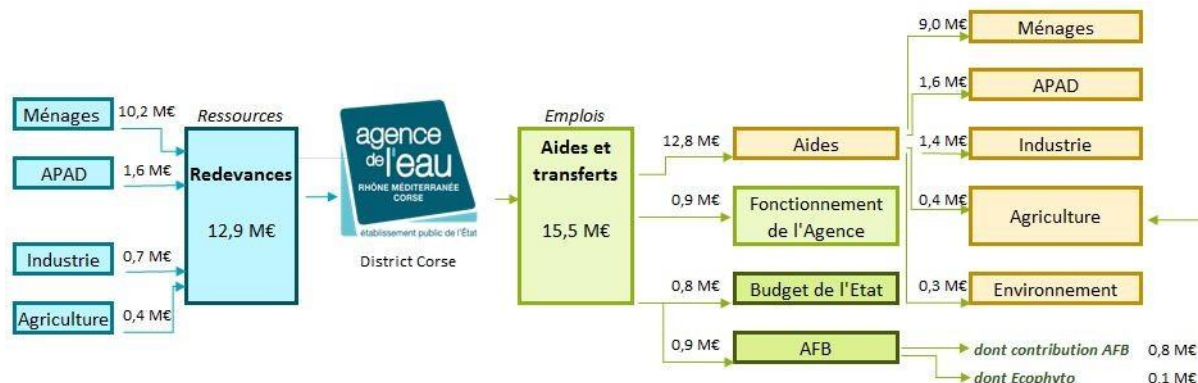 Ménages
10,2 M€
APAD
1,6 M€
Industrie
0,7 M€
Agriculture
0,4 M€
Ressources
Redevances
12,9 M€
agence
de l'eau
RHÔNE MÉDITERRANÉE
CORSE
établissement public de l'État
District Corse
Emplois
Aides et
transferts
15,5 M€
12,8 M€
Aides
0,9 M€
Fonctionnement
de l'Agence
0,8 M€
Budget de l'Etat
0,9 M€
AFB
9,0 M€
Ménages
1,6 M€
APAD
1,4 M€
Industrie
0,4 M€
Agriculture
0,3 M€
Environnement
dont contribution AFB 0,8 M€
dont Ecophyto 0,1 M€